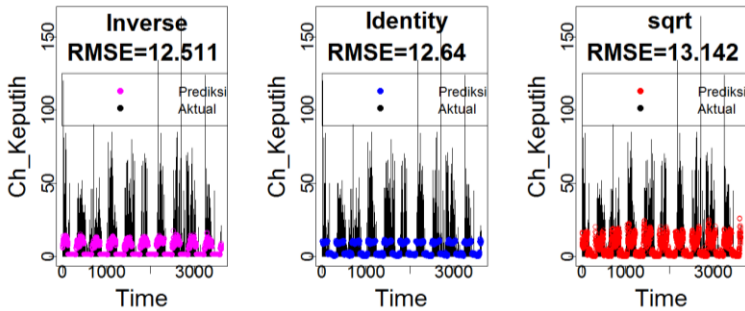 Inverse
RMSE=12.511
Prediksi
Aktual
Ch_Keputih
0
50
100
150
0
1000
3000
Time
Identity
RMSE=12.64
Prediksi
Aktual
Ch_Keputih
0
50
100
150
0
1000
3000
Time
sqrt
RMSE=13.142
Prediksi
Aktual
Ch_Keputih
0
50
100
150
0
1000
3000
Time